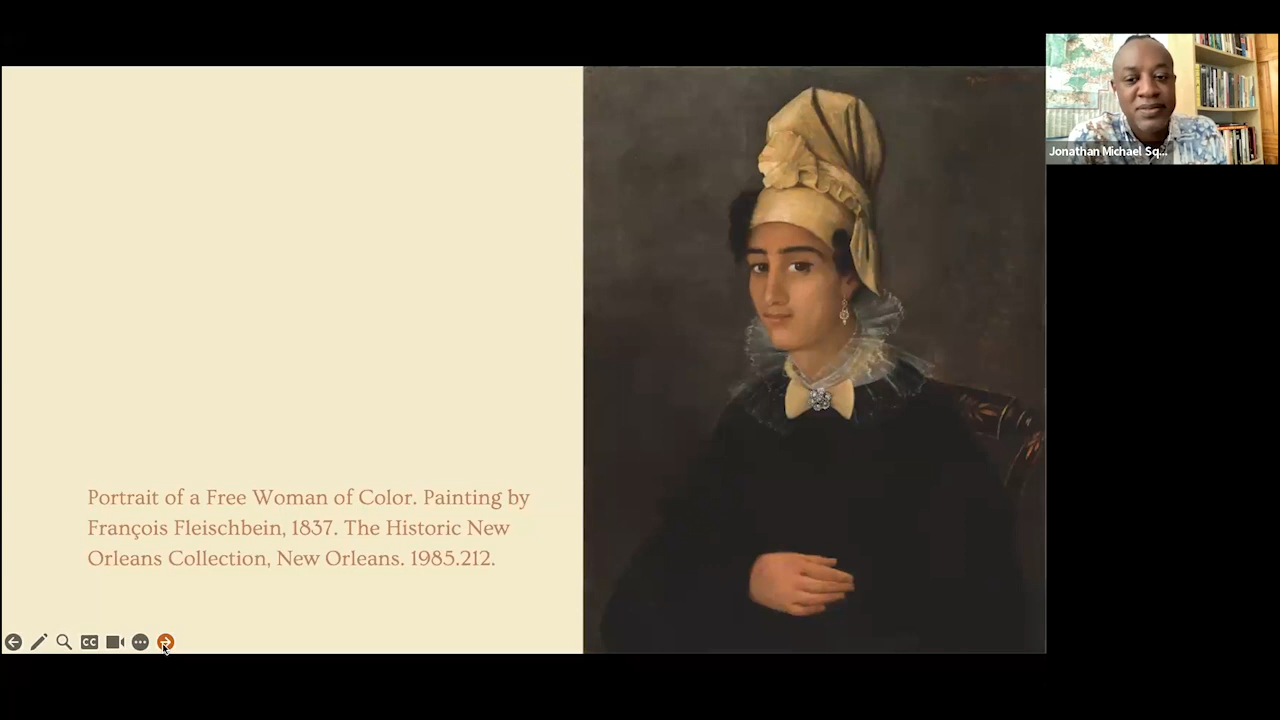 Jonathan Michael Sq...
Portrait of a Free Woman of Color. Painting by
François Fleischbein, 1837. The Historic New
Orleans Collection, New Orleans. 1985.212.
CC